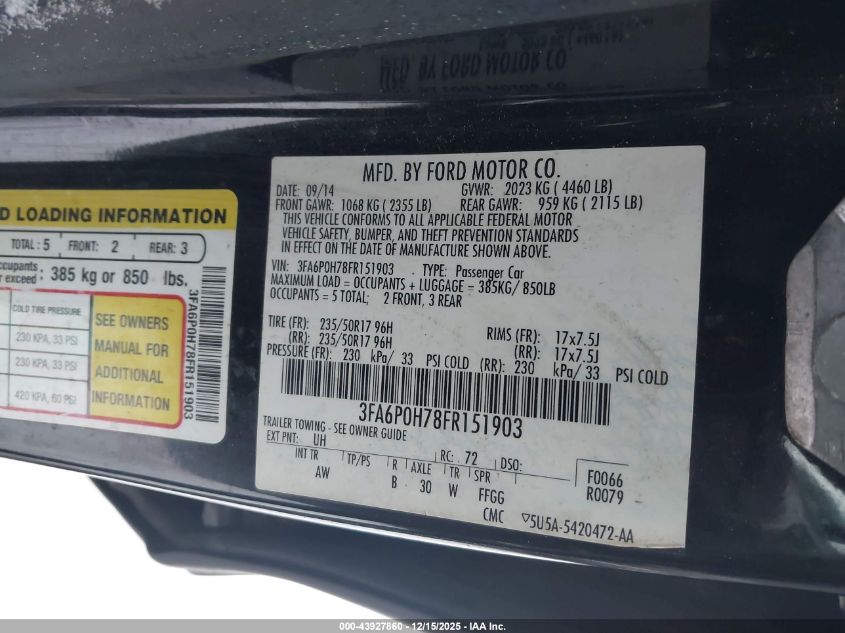 MFD. BY FORD MOTOR CO
D LOADING INFORMATION
TOTAL: 5 FRONT: 2 REAR: 3
ccupants
r exceed : 385 kg or 850 lbs.
COLD TIRE PRESSURE
230 KPA, 33 PSI
230 KPA, 33 PSI
420 KPA, 60 PSI
SEE OWNERS
MANUAL FOR
ADDITIONAL
INFORMATION
3FA6P0H78FR151903
MFD. BY FORD MOTOR CO.
DATE: 09/14 GVWR: 2023 KG ( 4460 LB)
FRONT GAWR: 1068 KG ( 2355 LB) REAR GAWR: 959 KG ( 2115 LB)
THIS VEHICLE CONFORMS TO ALL APPLICABLE FEDERAL MOTOR
VEHICLE SAFETY, BUMPER, AND THEFT PREVENTION STANDARDS
IN EFFECT ON THE DATE OF MANUFACTURE SHOWN ABOVE.
VIN: 3FA6P0H78FR151903 TYPE: Passenger Car
MAXIMUM LOAD = OCCUPANTS + LUGGAGE = 385KG/ 850LB
OCCUPANTS = 5 TOTAL; 2 FRONT, 3 REAR
TIRE (FR): 235/50R17 96H RIMS (FR): 17x7.5J
(RR): 235/50R17 96H (RR): 17x7.5J
PRESSURE (FR): 230 kPa/ 33 PSI COLD (RR): 230 kPa/ 33 PSI COLD
3FA6P0H78FR151903
TRAILER TOWING - SEE OWNER GUIDE
EXT PNT: UH RC: 72 DSO: F0066
INT TR TP/PS R AXLE TR SPR R0079
AW B 30 W FFGG
CMC ▽5U5A-5420472-AA
000-43927860 - 12/15/2025 - IAA Inc.